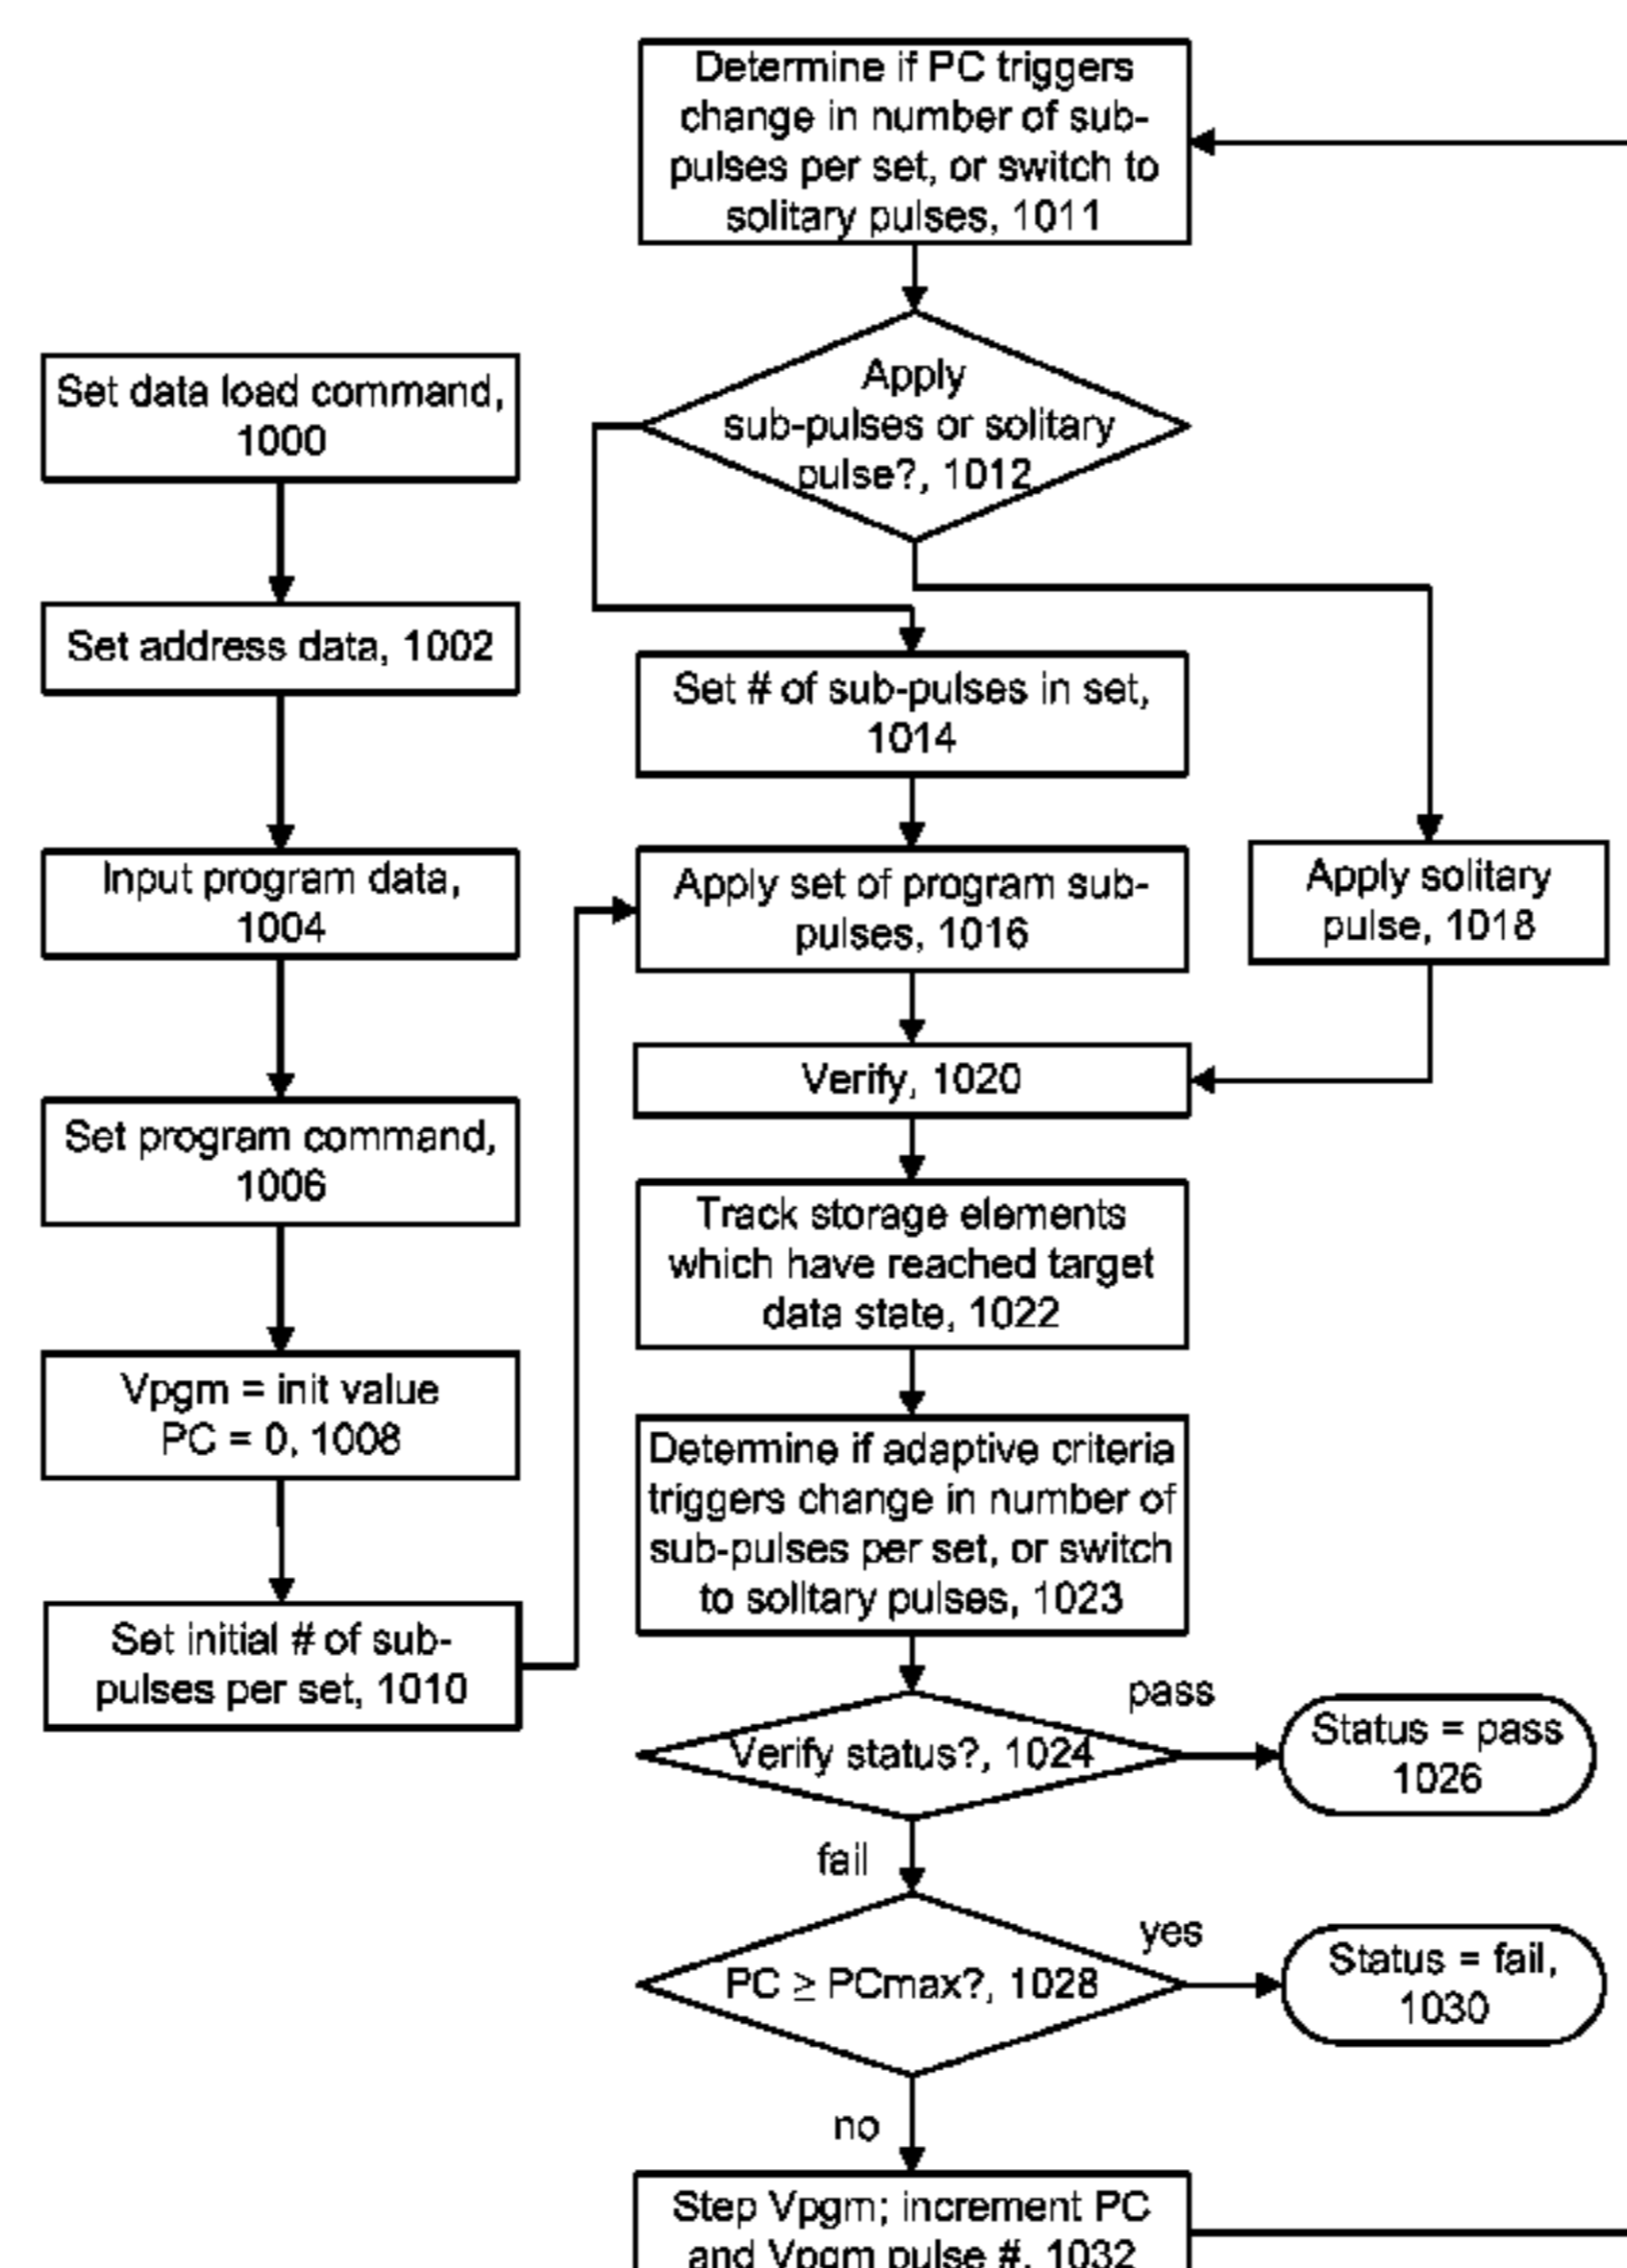 Set data load command,
1000
Set address data, 1002
Input program data,
1004
Set program command,
1006
Vpgm = init value
PC = 0, 1008
Set initial # of sub-
pulses per set, 1010
Determine if PC triggers
change in number of sub-
pulses per set, or switch to
solitary pulses, 1011
Apply
sub-pulses or solitary
pulse?, 1012
Set # of sub-pulses in set,
1014
Apply set of program sub-
pulses, 1016
Apply solitary
pulse, 1018
Verify, 1020
Track storage elements
which have reached target
data state, 1022
Determine if adaptive criteria
triggers change in number of
sub-pulses per set, or switch
to solitary pulses, 1023
Verify status?, 1024
pass
Status = pass
1026
fail
PC ≥ PCmax?, 1028
yes
Status = fail,
1030
no
Step Vpgm; increment PC
and Vpgm pulse #, 1032